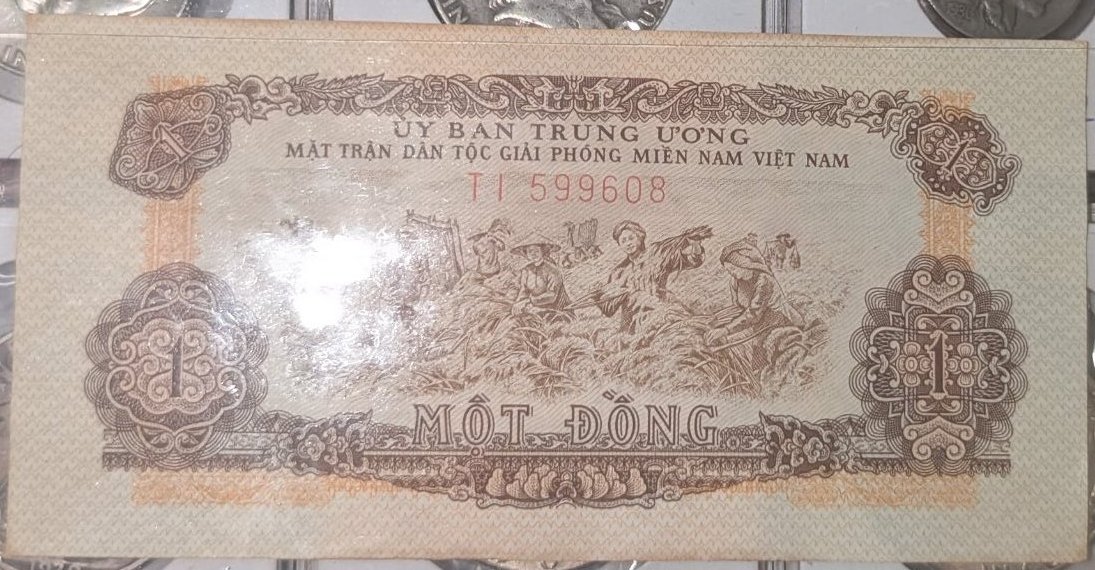 ỦY BAN TRUNG ƯƠNG
MẶT TRẬN DÂN TỘC GIẢI PHÓNG MIỀN NAM VIỆT NAM
TI 599608
1
1
MỘT ĐỒNG